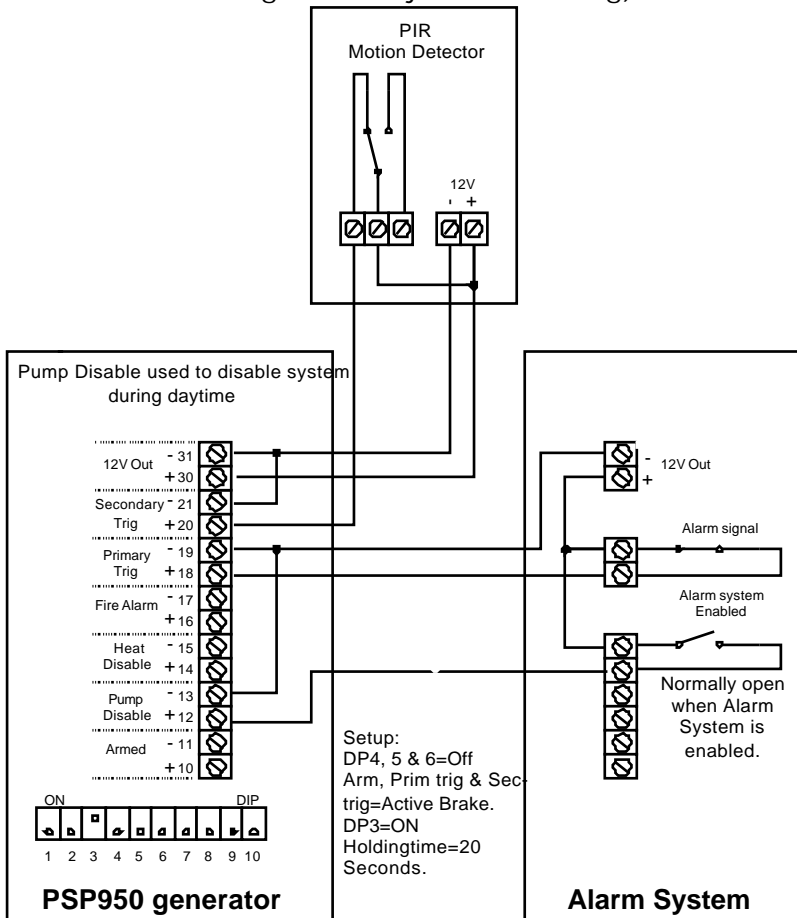 PIR
Motion Detector
12V
- +
Pump Disable used to disable system
during daytime
12V Out
- 31
+ 30
Secondary
Trig
- 21
+ 20
Primary
Trig
- 19
+ 18
Fire Alarm
- 17
+ 16
Heat
Disable
- 15
+ 14
Pump
Disable
- 13
+ 12
Armed
- 11
+ 10
ON DIP
1 2 3 4 5 6 7 8 9 10
PSP950 generator
Setup:
DP4, 5 & 6=Off
Arm, Prim trig & Sec-
trig=Active Brake.
DP3=ON
Holdingtime=20
Seconds.
-
+
12V Out
Alarm signal
Alarm system
Enabled
Normally open
when Alarm
System is
enabled.
Alarm System